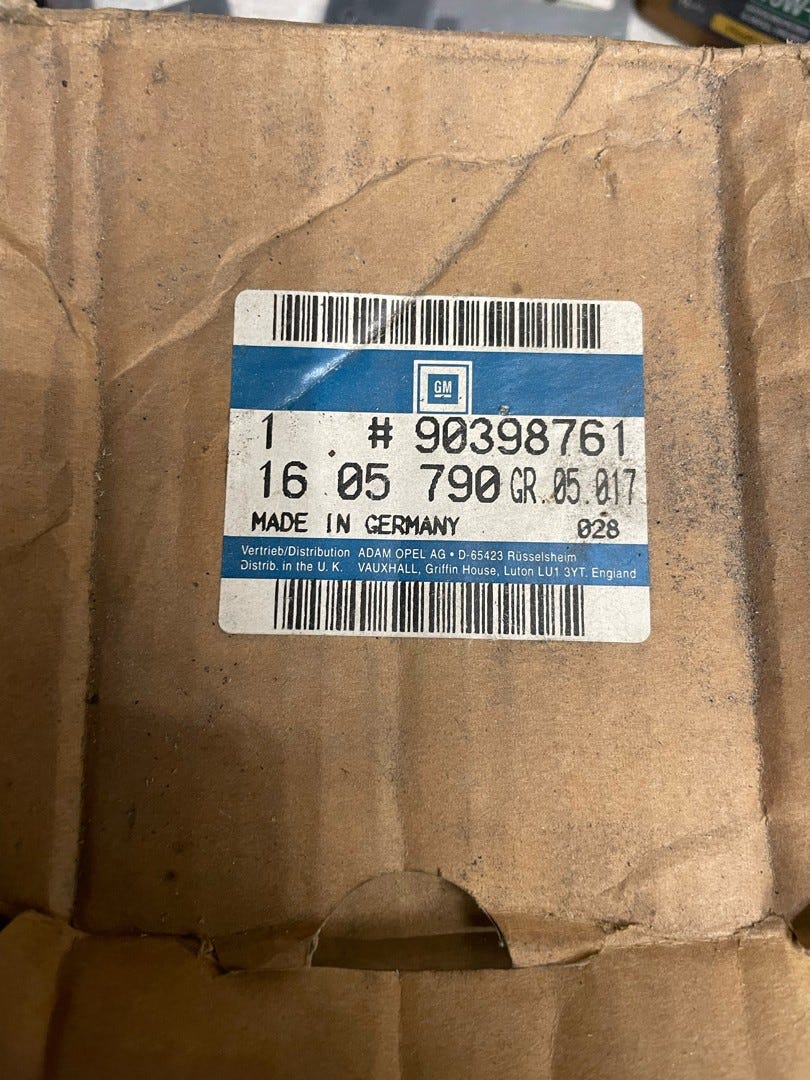 GM
1 # 90398761
16 05 790 GR.05.017
MADE IN GERMANY 028
Vertrieb/Distribution ADAM OPEL AG • D-65423 Rüsselsheim
Distrib. in the U. K. VAUXHALL, Griffin House, Luton LU1 3YT. England